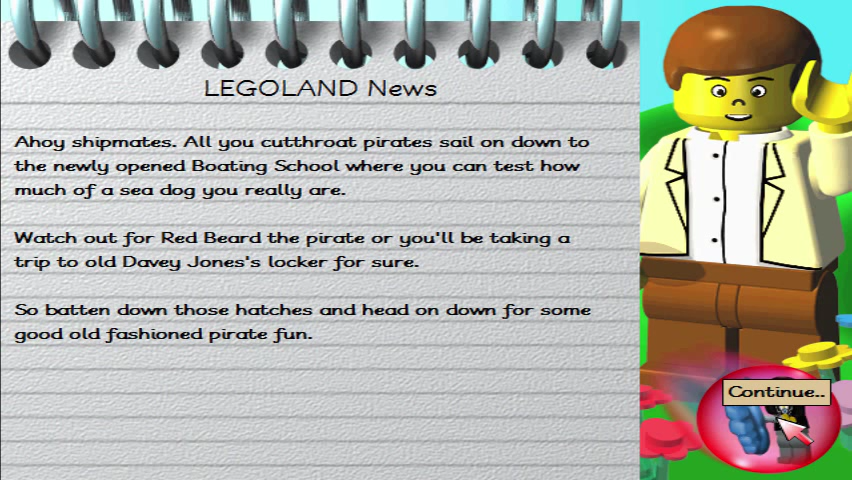 LEGOLAND News
Ahoy shipmates. All you cutthroat pirates sail on down to
the newly opened Boating School where you can test how
much of a sea dog you really are.
Watch out for Red Beard the pirate or you'll be taking a
trip to old Davey Jones's locker for sure.
So batten down those hatches and head on down for some
good old fashioned pirate fun.
Continue..